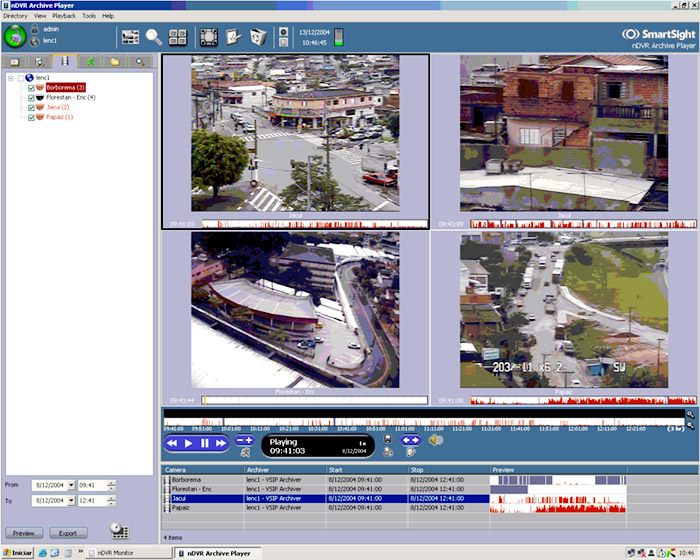 nDVR Archive Player
Directory View Playback Tools Help
admin
lenc1
13/12/2004
10:46:45
SmartSight
nDVR Archive Player
lenc1
Borborema (3)
Florestan - Enc (4)
Jacui (2)
Papaiz (1)
Jacui
09:41:03
Jacui
09:43:09
Florestan - Enc
09:43:44
SW
Papaiz
09:41:00
09:41:00 09:51:00 10:01:00 10:11:00 10:21:00 10:31:00 10:41:00 10:51:00 11:01:00 11:11:00 11:21:00 11:31:00 11:41:00 11:51:00 12:01:00 12:11:00 12:21:00 (3 hr)
Playing
09:41:03
8/12/2004
Camera Archiver Start Stop Preview
Borborema lenc1 - VSIP Archiver 8/12/2004 09:41:00 8/12/2004 12:41:00
Florestan - Enc lenc1 - VSIP Archiver 8/12/2004 09:41:00 8/12/2004 12:41:00
Jacui lenc1 - VSIP Archiver 8/12/2004 09:41:00 8/12/2004 12:41:00
Papaiz lenc1 - VSIP Archiver 8/12/2004 09:41:00 8/12/2004 12:41:00
From 8/12/2004 09:41
To 8/12/2004 12:41
Preview Export
4 items
Iniciar nDVR Monitor nDVR Archive Player 10:46